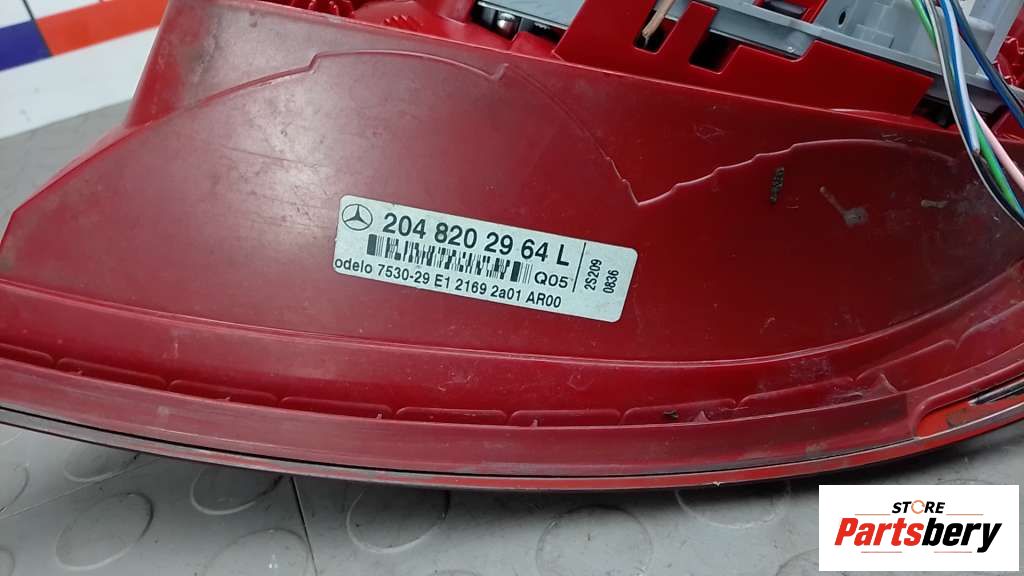 204 820 29 64 L
Q05
odelo 7530-29 E1 2169 2a01 AR00
2S209
0836
STORE
Partsbery